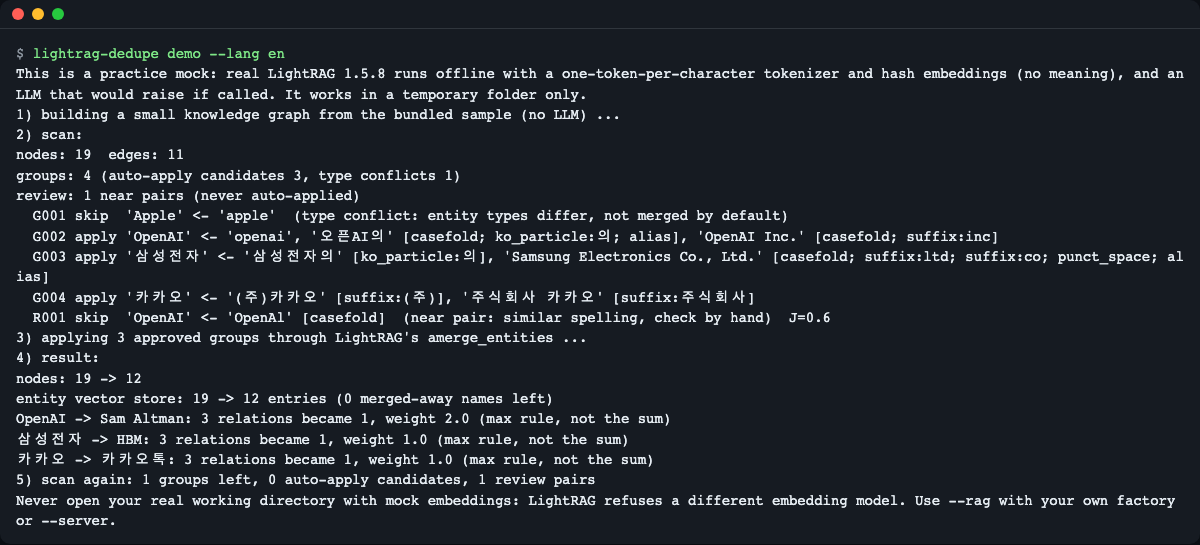 $ lightrag-dedupe demo --lang en
This is a practice mock: real LightRAG 1.5.8 runs offline with a one-token-per-character tokenizer and hash embeddings (no meaning), and an
LLM that would raise if called. It works in a temporary folder only.
1) building a small knowledge graph from the bundled sample (no LLM) ...
2) scan:
nodes: 19  edges: 11
groups: 4 (auto-apply candidates 3, type conflicts 1)
review: 1 near pairs (never auto-applied)
  G001 skip  'Apple' <- 'apple'  (type conflict: entity types differ, not merged by default)
  G002 apply 'OpenAI' <- 'openai', '오픈AI의' [casefold; ko_particle:의; alias], 'OpenAI Inc.' [casefold; suffix:inc]
  G003 apply '삼성전자' <- '삼성전자의' [ko_particle:의], 'Samsung Electronics Co., Ltd.' [casefold; suffix:ltd; suffix:co; punct_space; al
ias]
  G004 apply '카카오' <- '(주)카카오' [suffix:(주)], '주식회사 카카오' [suffix:주식회사]
  R001 skip  'OpenAI' <- 'OpenAl' [casefold]  (near pair: similar spelling, check by hand)  J=0.6
3) applying 3 approved groups through LightRAG's amerge_entities ...
4) result:
nodes: 19 -> 12
entity vector store: 19 -> 12 entries (0 merged-away names left)
OpenAI -> Sam Altman: 3 relations became 1, weight 2.0 (max rule, not the sum)
삼성전자 -> HBM: 3 relations became 1, weight 1.0 (max rule, not the sum)
카카오 -> 카카오톡: 3 relations became 1, weight 1.0 (max rule, not the sum)
5) scan again: 1 groups left, 0 auto-apply candidates, 1 review pairs
Never open your real working directory with mock embeddings: LightRAG refuses a different embedding model. Use --rag with your own factory
or --server.